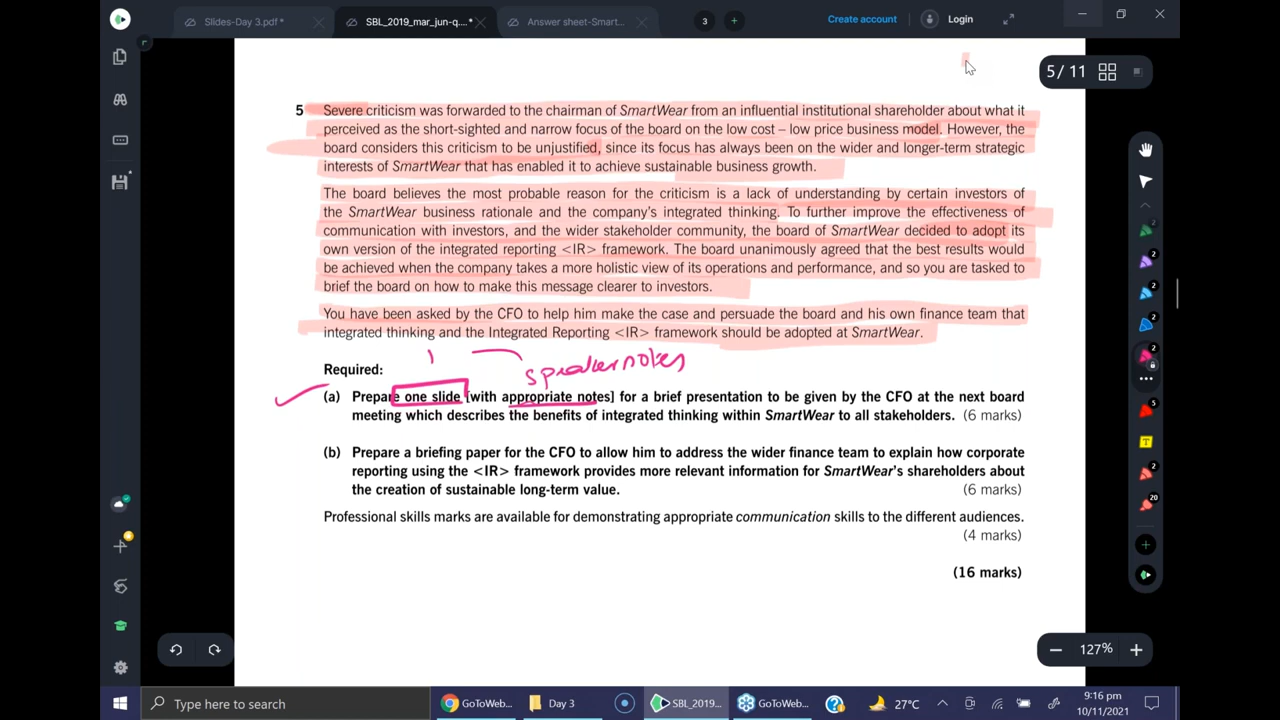 Slides-Day 3.pdf*
SBL_2019_mar_jun-q....*
Answer sheet-Smart...
3
Create account
Login
5 / 11
5 Severe criticism was forwarded to the chairman of SmartWear from an influential institutional shareholder about what it
perceived as the short-sighted and narrow focus of the board on the low cost – low price business model. However, the
board considers this criticism to be unjustified, since its focus has always been on the wider and longer-term strategic
interests of SmartWear that has enabled it to achieve sustainable business growth.
The board believes the most probable reason for the criticism is a lack of understanding by certain investors of
the SmartWear business rationale and the company's integrated thinking. To further improve the effectiveness of
communication with investors, and the wider stakeholder community, the board of SmartWear decided to adopt its
own version of the integrated reporting <IR> framework. The board unanimously agreed that the best results would
be achieved when the company takes a more holistic view of its operations and performance, and so you are tasked to
brief the board on how to make this message clearer to investors.
You have been asked by the CFO to help him make the case and persuade the board and his own finance team that
integrated thinking and the Integrated Reporting <IR> framework should be adopted at SmartWear.
speaker notes
Required:
(a) Prepare one slide [with appropriate notes] for a brief presentation to be given by the CFO at the next board
meeting which describes the benefits of integrated thinking within SmartWear to all stakeholders. (6 marks)
(b) Prepare a briefing paper for the CFO to allow him to address the wider finance team to explain how corporate
reporting using the <IR> framework provides more relevant information for SmartWear's shareholders about
the creation of sustainable long-term value. (6 marks)
Professional skills marks are available for demonstrating appropriate communication skills to the different audiences.
(4 marks)
(16 marks)
2
2
2
2
2
5
T 2
2
20
127%
Type here to search
GoToWeb...
Day 3
SBL_2019...
GoToWeb...
27°C
9:16 pm
10/11/2021